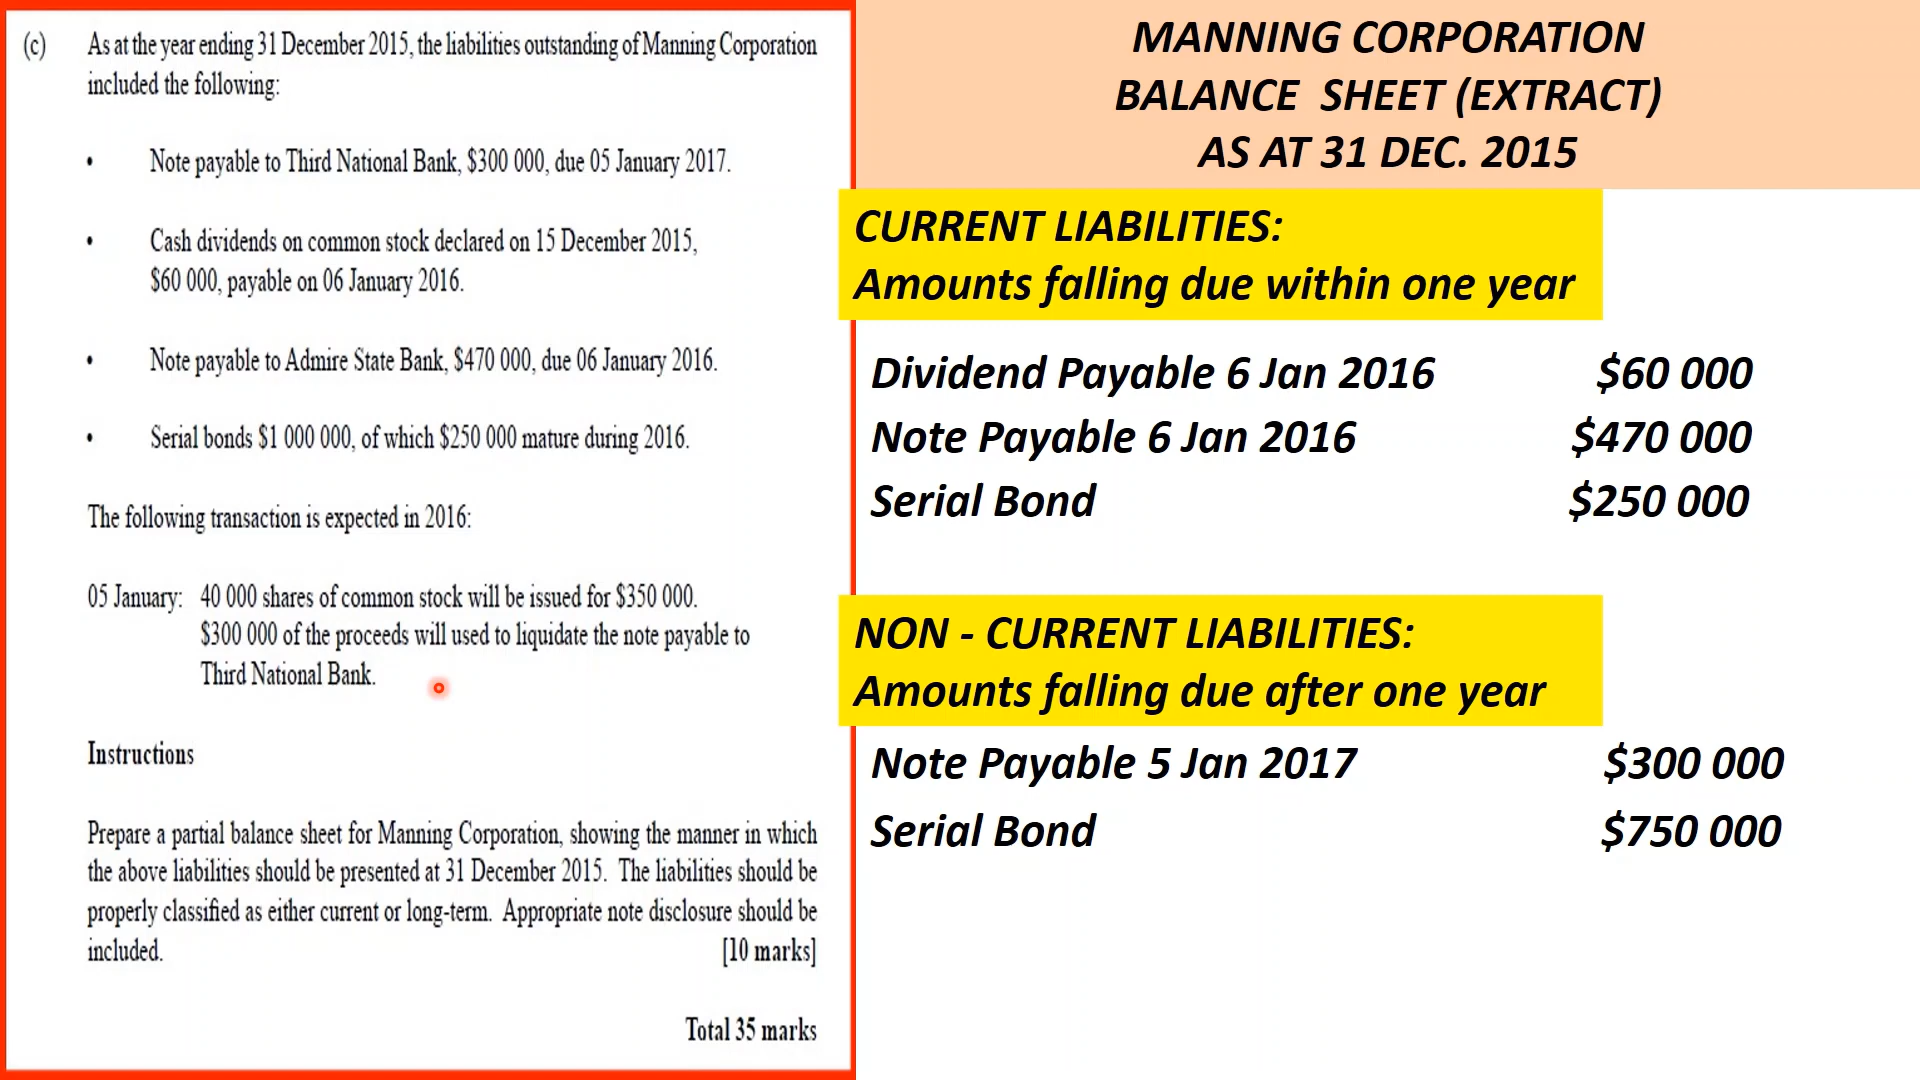 (c) As at the year ending 31 December 2015, the liabilities outstanding of Manning Corporation
included the following:
• Note payable to Third National Bank, $300 000, due 05 January 2017.
• Cash dividends on common stock declared on 15 December 2015,
$60 000, payable on 06 January 2016.
• Note payable to Admire State Bank, $470 000, due 06 January 2016.
• Serial bonds $1 000 000, of which $250 000 mature during 2016.
The following transaction is expected in 2016:
05 January: 40 000 shares of common stock will be issued for $350 000.
$300 000 of the proceeds will used to liquidate the note payable to
Third National Bank.
Instructions
Prepare a partial balance sheet for Manning Corporation, showing the manner in which
the above liabilities should be presented at 31 December 2015. The liabilities should be
properly classified as either current or long-term. Appropriate note disclosure should be
included. [10 marks]
Total 35 marks
MANNING CORPORATION
BALANCE SHEET (EXTRACT)
AS AT 31 DEC. 2015
CURRENT LIABILITIES:
Amounts falling due within one year
Dividend Payable 6 Jan 2016 $60 000
Note Payable 6 Jan 2016 $470 000
Serial Bond $250 000
NON - CURRENT LIABILITIES:
Amounts falling due after one year
Note Payable 5 Jan 2017 $300 000
Serial Bond $750 000